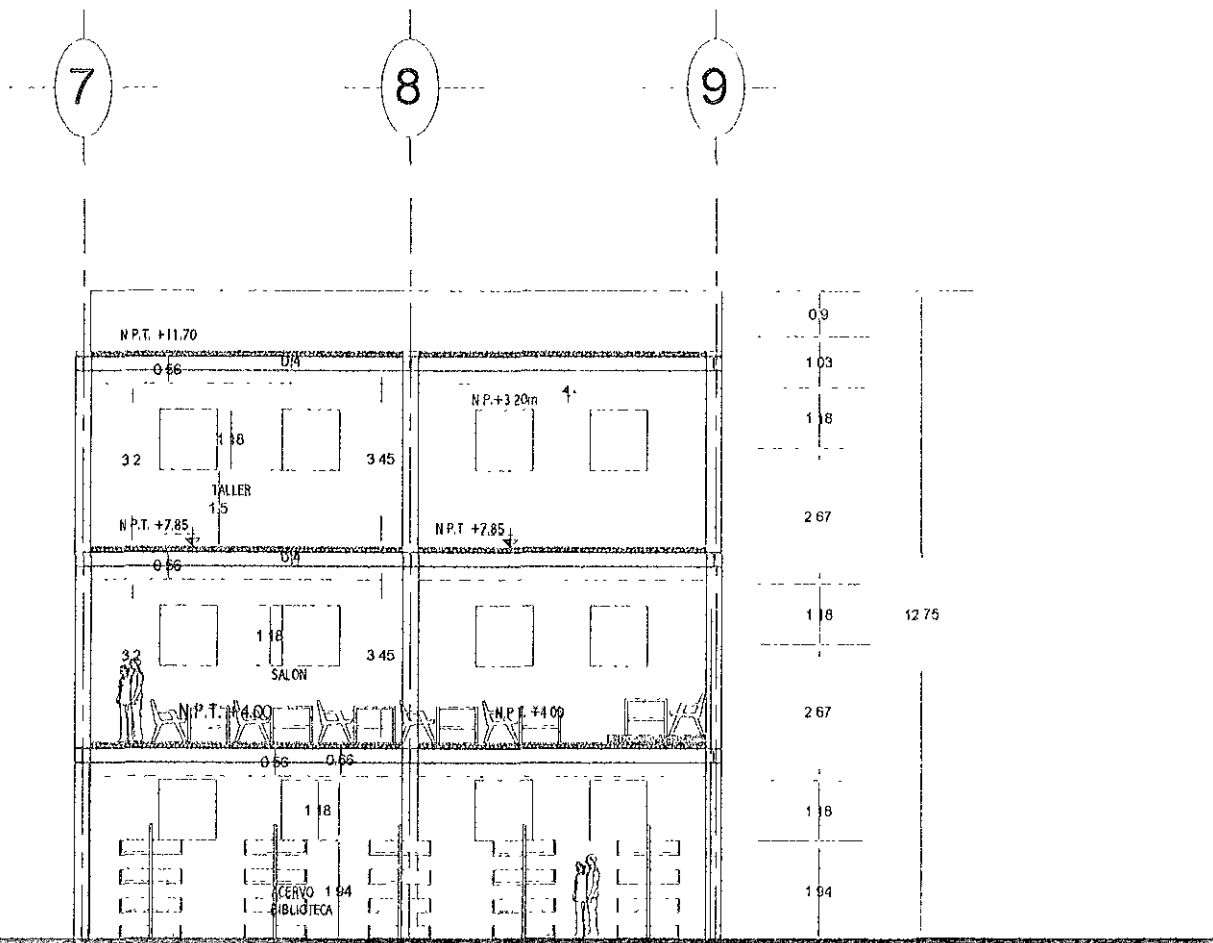 7 8 9
0.9
N.P.T. +11.70
0.56 0.4 1.03
N.P.+3.20m 4.
1.18 1.18
3.2 3.45
TALLER
1.5 2.67
N.P.T. +7.85 N.P.T. +7.85
0.56 0.4
1.18 1.18 12.75
3.2 3.45
SALON
N.P.T. +4.00 N.P.T. +4.00 2.67
0.56 0.66
1.18 1.18
ACERVO 1.94 1.94
BIBLIOTECA